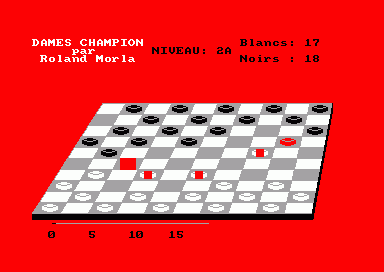 DAMES CHAMPION
par
Roland Morla
NIVEAU: 2A
Blancs: 17
Noirs : 18
0 5 10 15